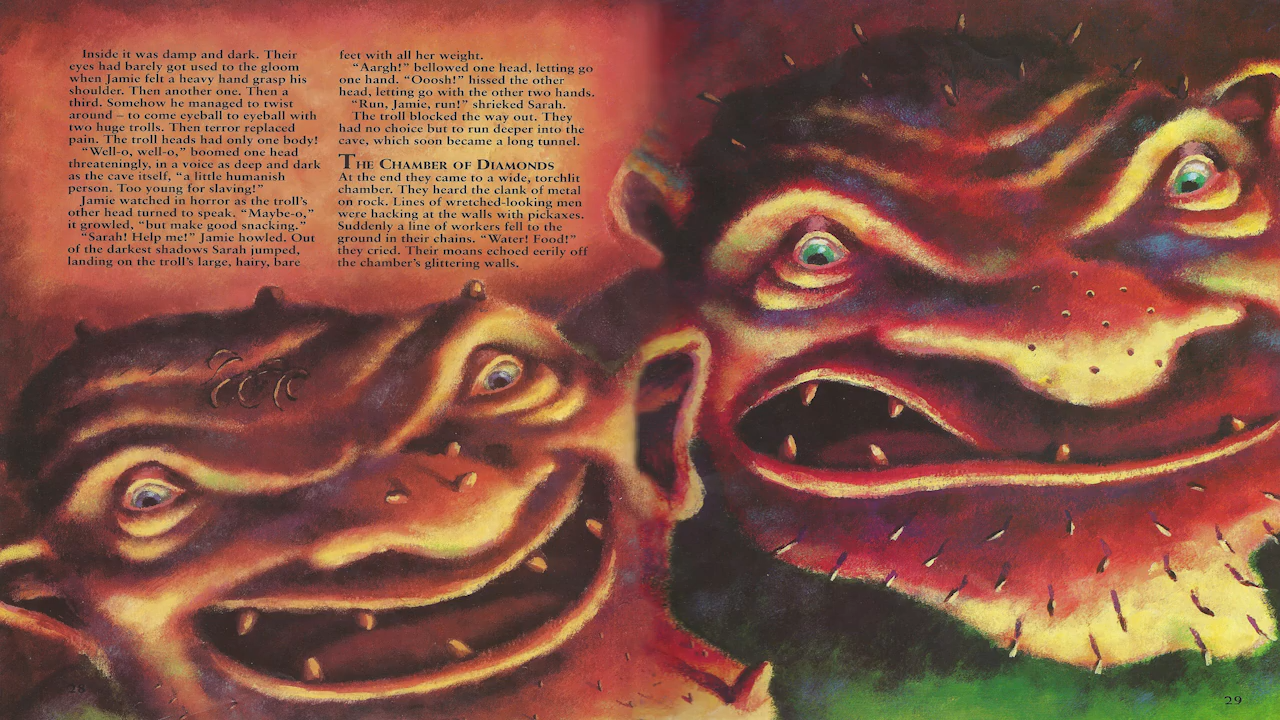 Inside it was damp and dark. Their
eyes had barely got used to the gloom
when Jamie felt a heavy hand grasp his
shoulder. Then another one. Then a
third. Somehow he managed to twist
around – to come eyeball to eyeball with
two huge trolls. Then terror replaced
pain. The troll heads had only one body!
“Well-o, well-o,” boomed one head
threateningly, in a voice as deep and dark
as the cave itself, “a little humanish
person. Too young for slaving!”
Jamie watched in horror as the troll’s
other head turned to speak. “Maybe-o,”
it growled, “but make good snacking.”
“Sarah! Help me!” Jamie howled. Out
of the darkest shadows Sarah jumped,
landing on the troll’s large, hairy, bare
feet with all her weight.
“Aargh!” bellowed one head, letting go
one hand. “Ooosh!” hissed the other
head, letting go with the other two hands.
“Run, Jamie, run!” shrieked Sarah.
The troll blocked the way out. They
had no choice but to run deeper into the
cave, which soon became a long tunnel.
THE CHAMBER OF DIAMONDS
At the end they came to a wide, torchlit
chamber. They heard the clank of metal
on rock. Lines of wretched-looking men
were hacking at the walls with pickaxes.
Suddenly a line of workers fell to the
ground in their chains. “Water! Food!”
they cried. Their moans echoed eerily off
the chamber’s glittering walls.
28
29